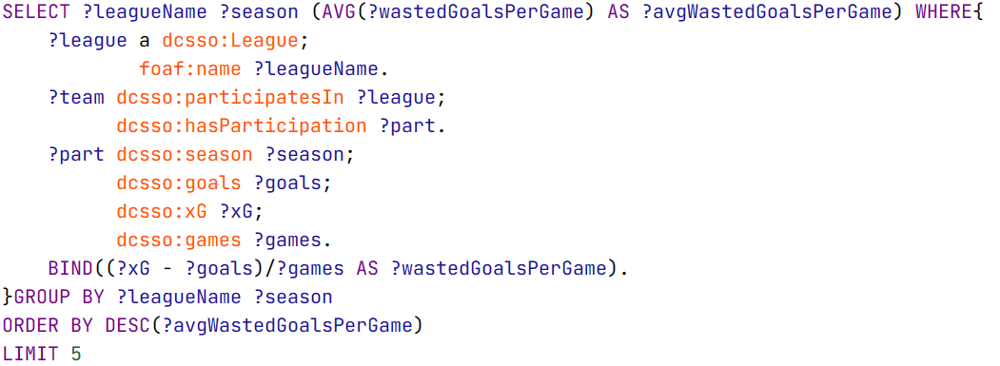 SELECT ?leagueName ?season (AVG(?wastedGoalsPerGame) AS ?avgWastedGoalsPerGame) WHERE{
    ?league a dcsso:League;
            foaf:name ?leagueName.
    ?team dcsso:participatesIn ?league;
          dcsso:hasParticipation ?part.
    ?part dcsso:season ?season;
          dcsso:goals ?goals;
          dcsso:xG ?xG;
          dcsso:games ?games.
    BIND((?xG - ?goals)/?games AS ?wastedGoalsPerGame).
}GROUP BY ?leagueName ?season
ORDER BY DESC(?avgWastedGoalsPerGame)
LIMIT 5